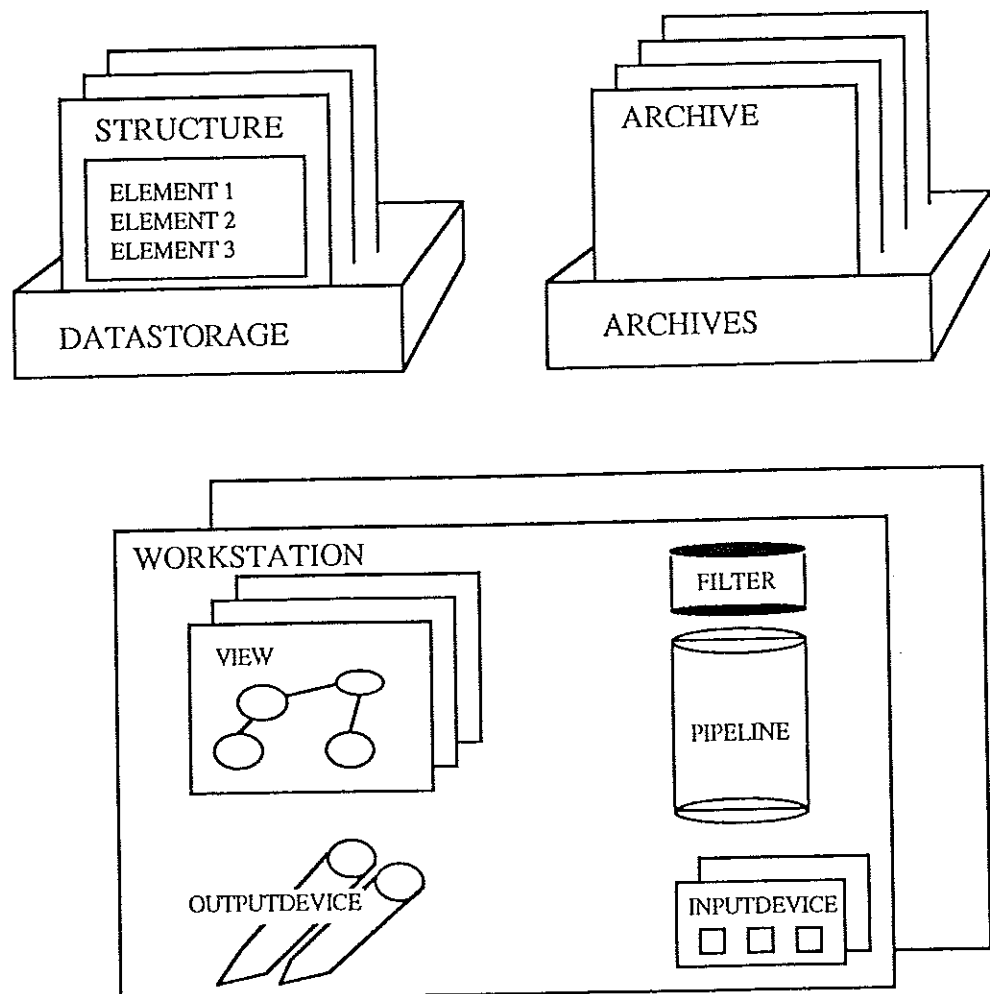 STRUCTURE
ELEMENT 1
ELEMENT 2
ELEMENT 3
DATASTORAGE
ARCHIVE
ARCHIVES
WORKSTATION
VIEW
FILTER
PIPELINE
OUTPUTDEVICE
INPUTDEVICE